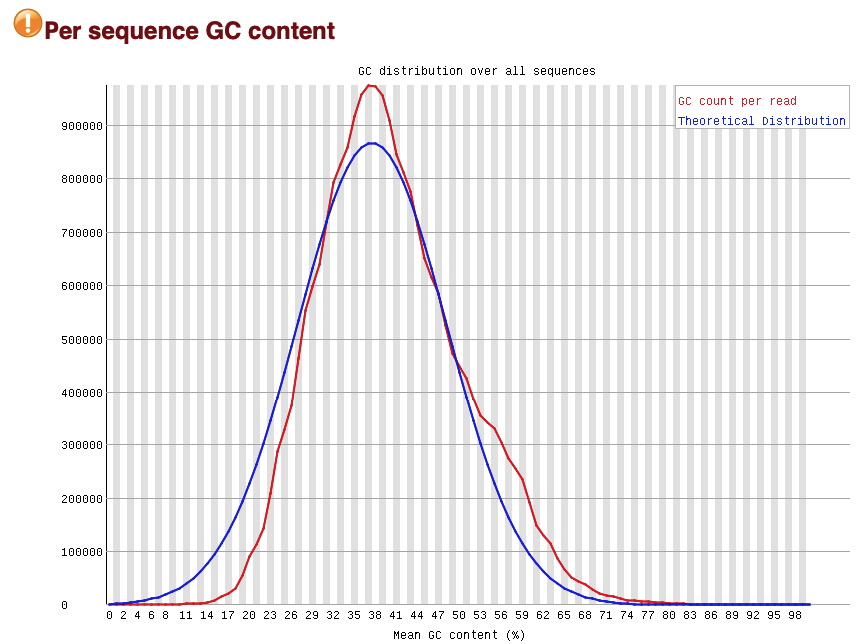 Per sequence GC content
GC distribution over all sequences
GC count per read
Theoretical Distribution
900000
800000
700000
600000
500000
400000
300000
200000
100000
0
0 2 4 6 8 11 14 17 20 23 26 29 32 35 38 41 44 47 50 53 56 59 62 65 68 71 74 77 80 83 86 89 92 95 98
Mean GC content (%)